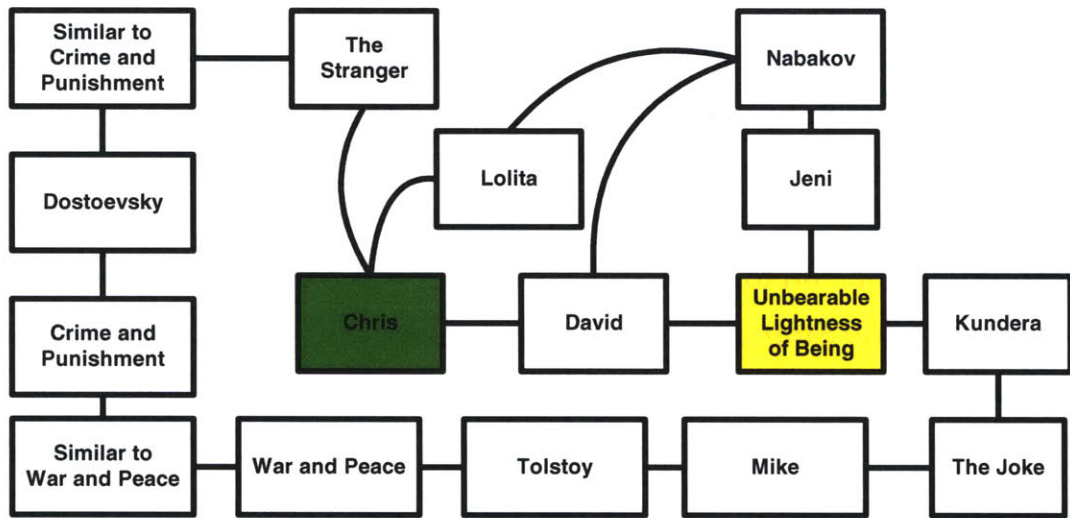 Similar to
Crime and
Punishment
The
Stranger
Nabakov
Lolita
Jeni
Dostoevsky
Chris
David
Unbearable
Lightness
of Being
Kundera
Crime and
Punishment
Similar to
War and Peace
War and Peace
Tolstoy
Mike
The Joke